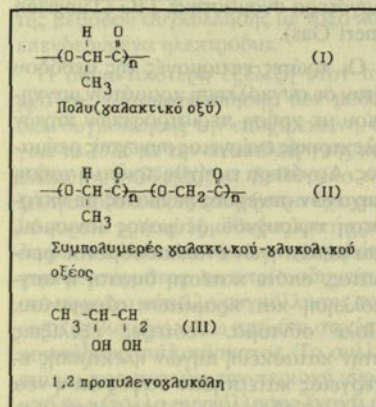 H O
—(O-CH-C)n— (I)
CH3
Πολυ(γαλακτικό οξύ)
H O O
—(O-CH-C)n—(O-CH2-C)n— (II)
CH3
Συμπολυμερές γαλακτικού-γλυκολικού
οξέος
CH3-CH-CH2 (III)
OH OH
1,2 προπυλενογλυκόλη